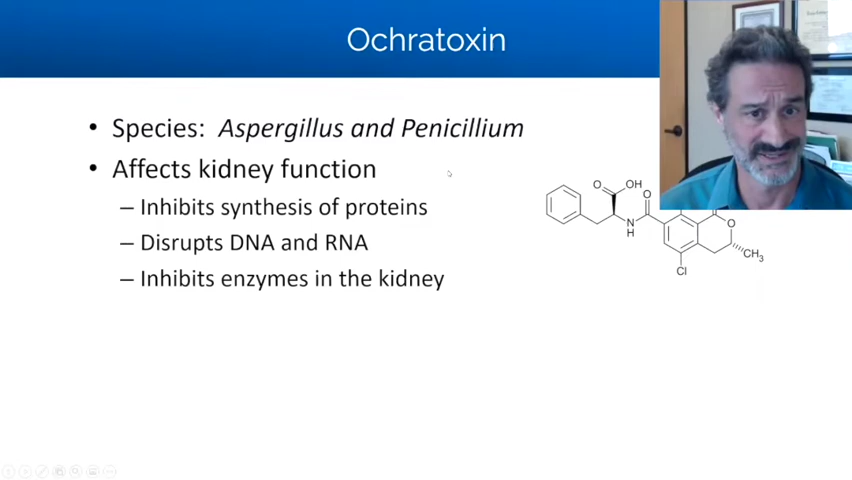 Ochratoxin
• Species: Aspergillus and Penicillium
• Affects kidney function
– Inhibits synthesis of proteins
– Disrupts DNA and RNA
– Inhibits enzymes in the kidney
O
OH
O
N
H
O
O
CH3
Cl